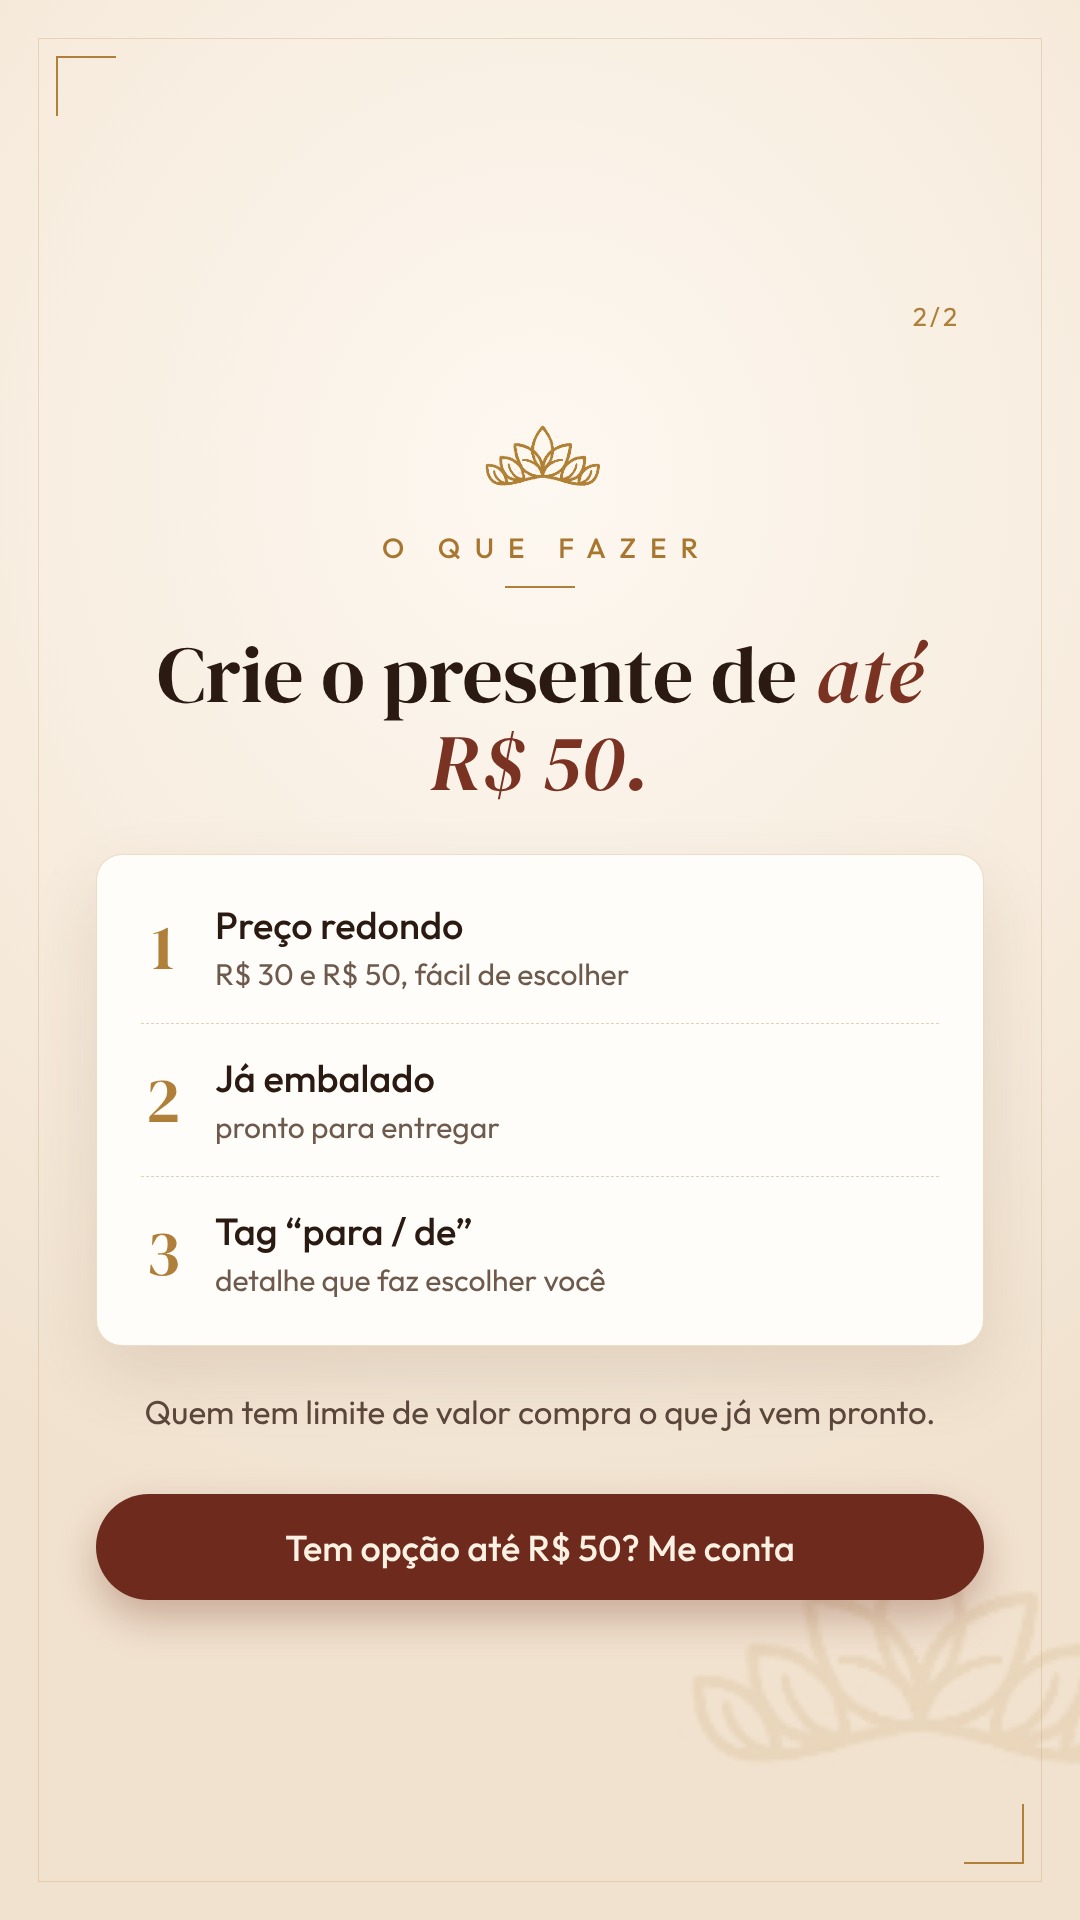 2/2
O QUE FAZER
Crie o presente de até
R$ 50.
1
Preço redondo
R$ 30 e R$ 50, fácil de escolher
2
Já embalado
pronto para entregar
3
Tag “para / de”
detalhe que faz escolher você
Quem tem limite de valor compra o que já vem pronto.
Tem opção até R$ 50? Me conta